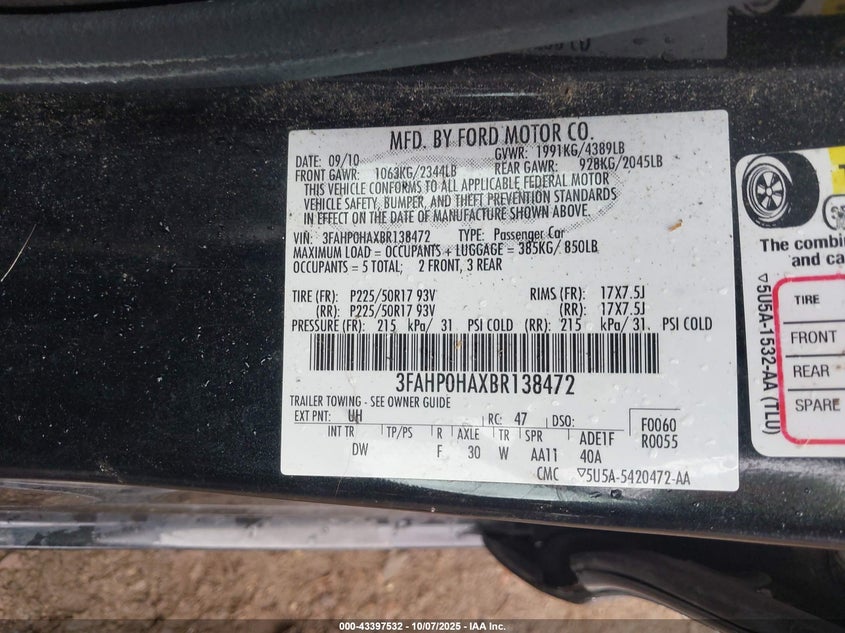 MFD. BY FORD MOTOR CO.
DATE: 09/10 GVWR: 1991KG/4389LB
FRONT GAWR: 1063KG/2344LB REAR GAWR: 928KG/2045LB
THIS VEHICLE CONFORMS TO ALL APPLICABLE FEDERAL MOTOR
VEHICLE SAFETY, BUMPER, AND THEFT PREVENTION STANDARDS
IN EFFECT ON THE DATE OF MANUFACTURE SHOWN ABOVE.
VIN: 3FAHP0HAXBR138472 TYPE: Passenger Car
MAXIMUM LOAD = OCCUPANTS + LUGGAGE = 385KG/ 850LB
OCCUPANTS = 5 TOTAL; 2 FRONT, 3 REAR
TIRE (FR): P225/50R17 93V RIMS (FR): 17X7.5J
(RR): P225/50R17 93V (RR): 17X7.5J
PRESSURE (FR): 215 kPa/ 31 PSI COLD (RR): 215 kPa/ 31. PSI COLD
3FAHP0HAXBR138472
TRAILER TOWING - SEE OWNER GUIDE
EXT PNT: UH RC: 47 DSO: F0060
R0055
INT TR TP/PS R AXLE TR SPR ADE1F
DW F 30 W AA11 40A
CMC ▽5U5A-5420472-AA
The combin
and ca
TIRE
FRONT
REAR
SPARE
▽5U5A-1532-AA (TLU)
000-43397532 - 10/07/2025 - IAA Inc.